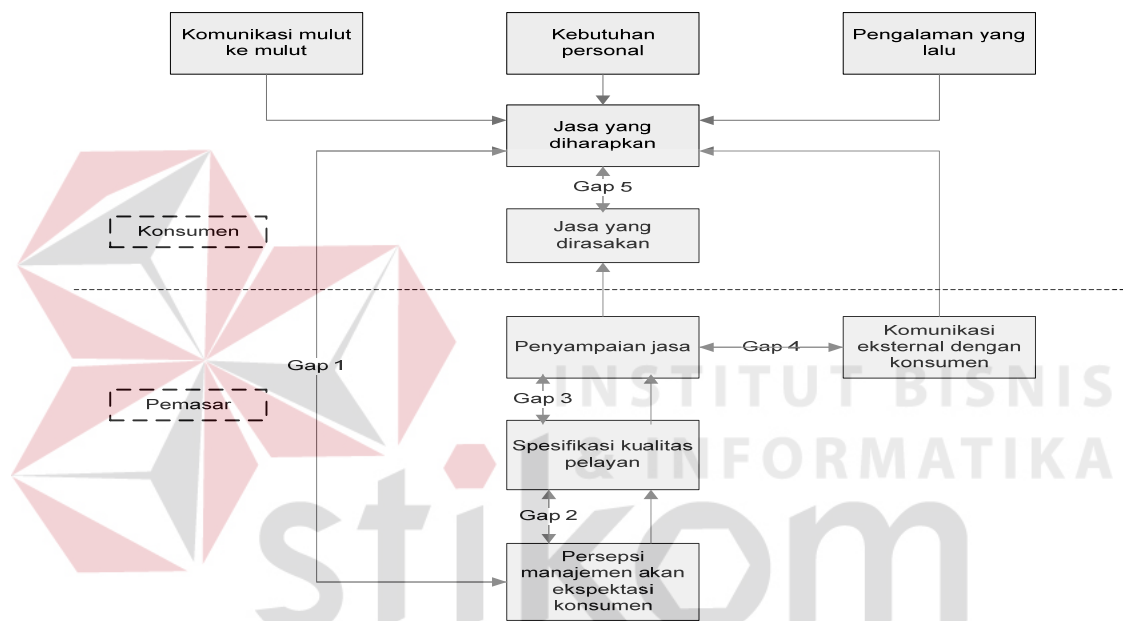 Komunikasi mulut
ke mulut
Kebutuhan
personal
Pengalaman yang
lalu
Jasa yang
diharapkan
Gap 5
Konsumen
Jasa yang
dirasakan
Gap 1
Penyampaian jasa
Gap 4
Komunikasi
eksternal dengan
konsumen
Pemasar
Gap 3
INSTITUT BISNIS
& INFORMATIKA
Spesifikasi kualitas
pelayan
Gap 2
stikom
Persepsi
manajemen akan
ekspektasi
konsumen